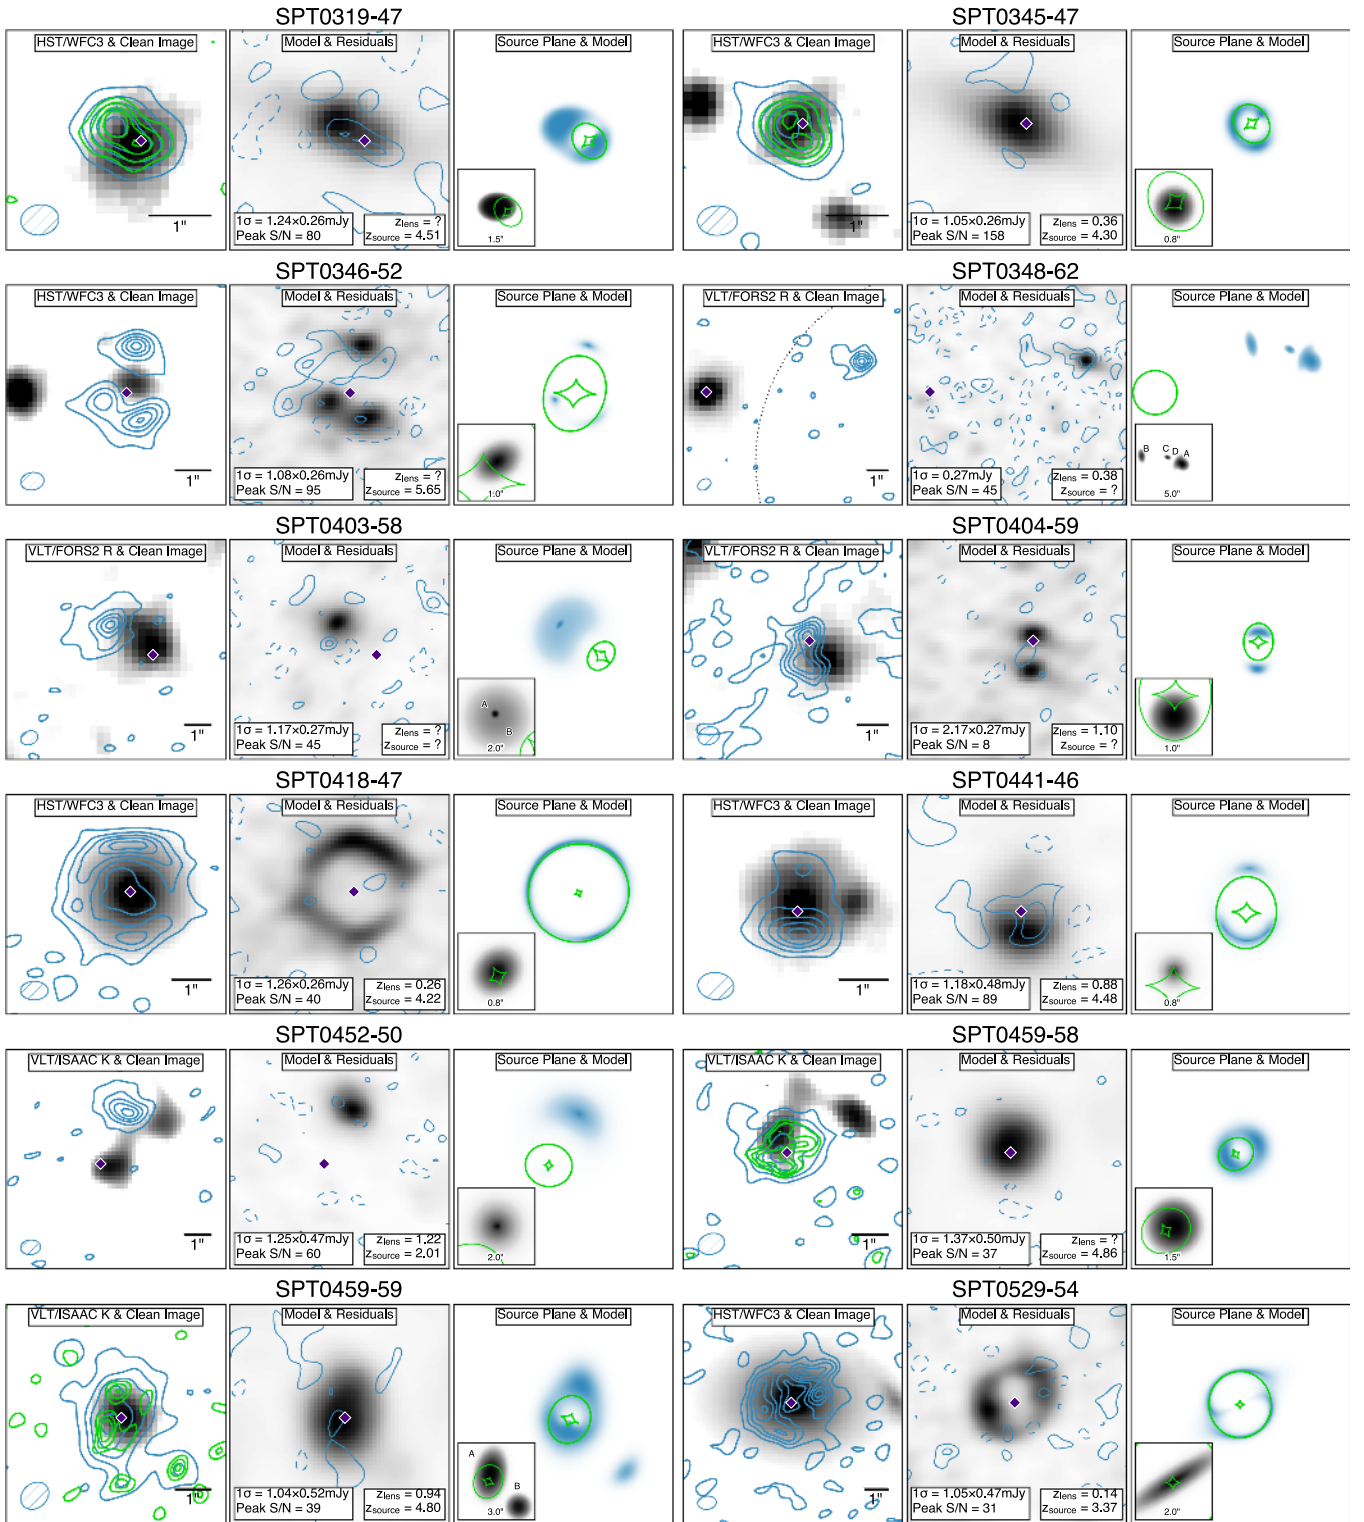 SPT0319-47
SPT0345-47
HST/WFC3 & Clean Image
Model & Residuals
Source Plane & Model
HST/WFC3 & Clean Image
Model & Residuals
Source Plane & Model
1"
1σ = 1.24×0.26mJy
Peak S/N = 80
zlens = ?
zsource = 4.51
1.5"
1"
1σ = 1.05×0.26mJy
Peak S/N = 158
zlens = 0.36
zsource = 4.30
0.8"
SPT0346-52
SPT0348-62
HST/WFC3 & Clean Image
Model & Residuals
Source Plane & Model
VLT/FORS2 R & Clean Image
Model & Residuals
Source Plane & Model
1"
1σ = 1.08×0.26mJy
Peak S/N = 95
zlens = ?
zsource = 5.65
1.0"
1"
1σ = 0.27mJy
Peak S/N = 45
zlens = 0.38
zsource = ?
B C D A
5.0"
SPT0403-58
SPT0404-59
VLT/FORS2 R & Clean Image
Model & Residuals
Source Plane & Model
VLT/FORS2 R & Clean Image
Model & Residuals
Source Plane & Model
1"
1σ = 1.17×0.27mJy
Peak S/N = 45
zlens = ?
zsource = ?
A
B
2.0"
1"
1σ = 2.17×0.27mJy
Peak S/N = 8
zlens = 1.10
zsource = ?
1.0"
SPT0418-47
SPT0441-46
HST/WFC3 & Clean Image
Model & Residuals
Source Plane & Model
HST/WFC3 & Clean Image
Model & Residuals
Source Plane & Model
1"
1σ = 1.26×0.26mJy
Peak S/N = 40
zlens = 0.26
zsource = 4.22
0.8"
1"
1σ = 1.18×0.48mJy
Peak S/N = 89
zlens = 0.88
zsource = 4.48
0.8"
SPT0452-50
SPT0459-58
VLT/ISAAC K & Clean Image
Model & Residuals
Source Plane & Model
VLT/ISAAC K & Clean Image
Model & Residuals
Source Plane & Model
1"
1σ = 1.25×0.47mJy
Peak S/N = 60
zlens = 1.22
zsource = 2.01
2.0"
1"
1σ = 1.37×0.50mJy
Peak S/N = 37
zlens = ?
zsource = 4.86
1.5"
SPT0459-59
SPT0529-54
VLT/ISAAC K & Clean Image
Model & Residuals
Source Plane & Model
HST/WFC3 & Clean Image
Model & Residuals
Source Plane & Model
1"
1σ = 1.04×0.52mJy
Peak S/N = 39
zlens = 0.94
zsource = 4.80
A
B
3.0"
1"
1σ = 1.05×0.47mJy
Peak S/N = 31
zlens = 0.14
zsource = 3.37
2.0"